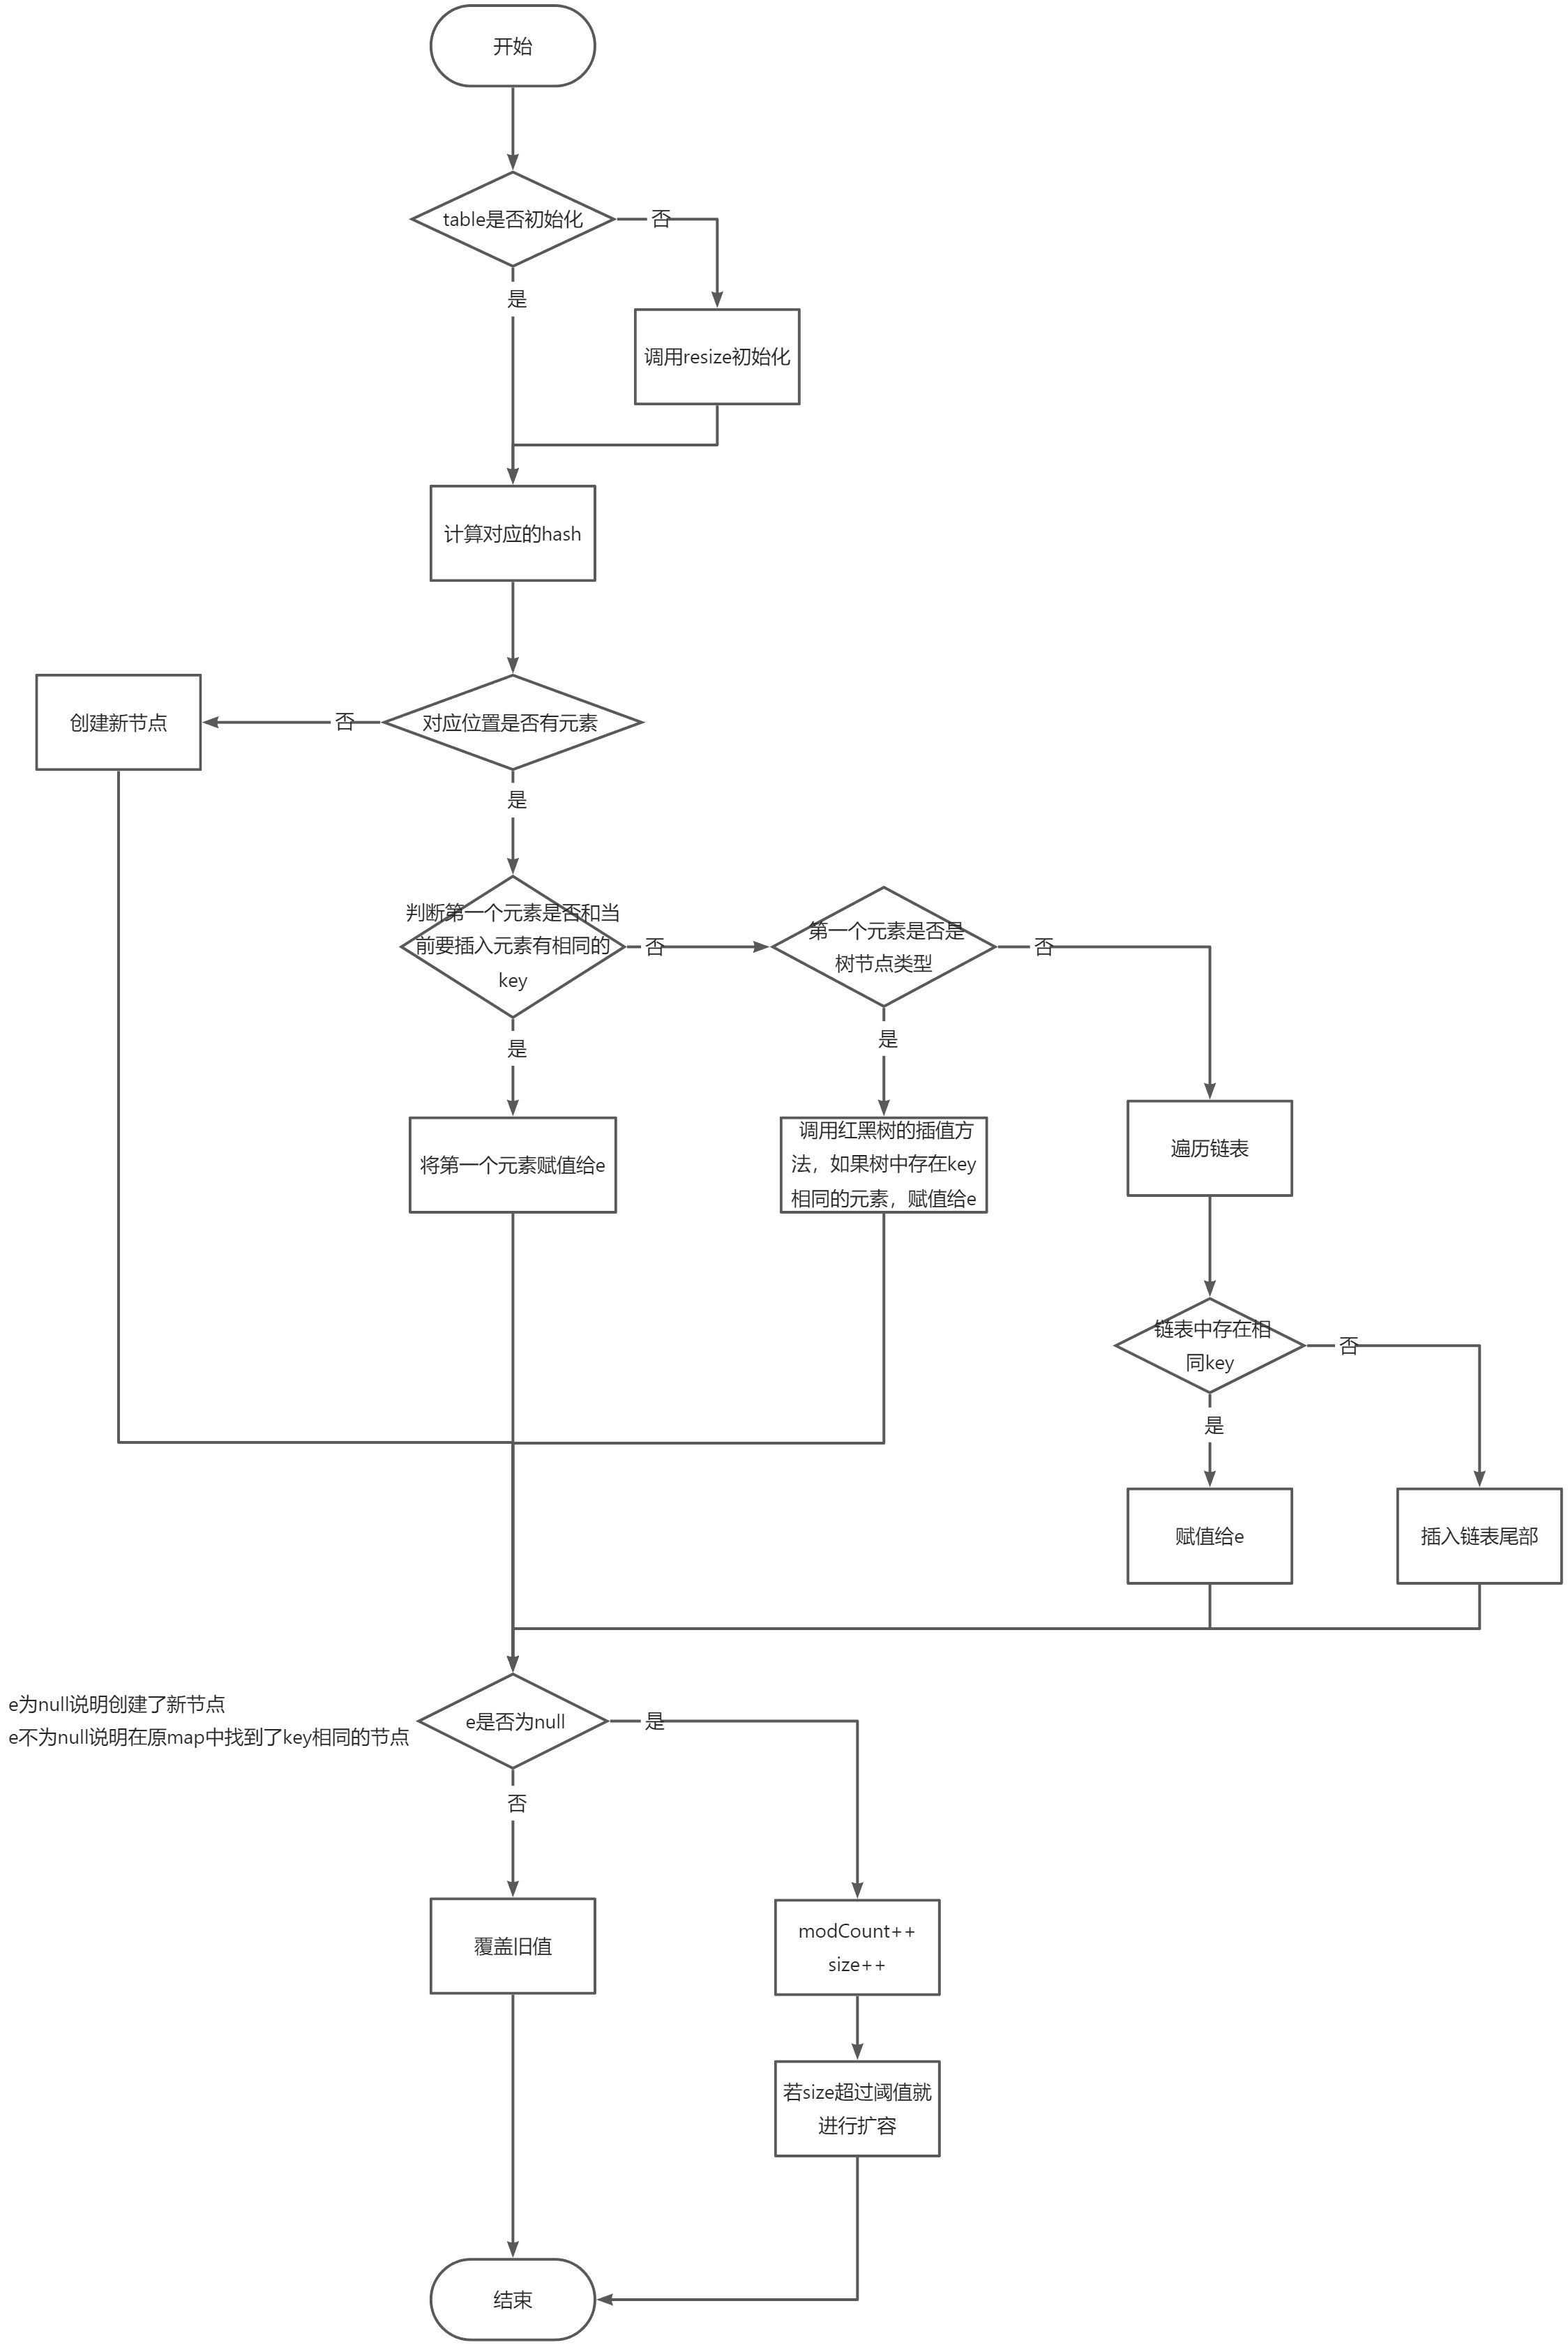 开始
table是否初始化
否
是
调用resize初始化
计算对应的hash
创建新节点
否
对应位置是否有元素
是
判断第一个元素是否和当
前要插入元素有相同的
key
否
第一个元素是否是
树节点类型
否
是
是
将第一个元素赋值给e
调用红黑树的插值方
法，如果树中存在key
相同的元素，赋值给e
遍历链表
链表中存在相
同key
否
是
赋值给e
插入链表尾部
e为null说明创建了新节点
e不为null说明在原map中找到了key相同的节点
e是否为null
是
否
覆盖旧值
modCount++
size++
若size超过阈值就
进行扩容
结束